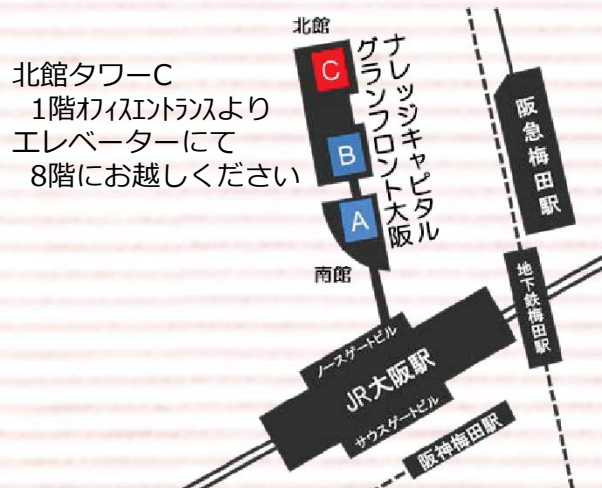 北館タワーC
1階オフィスエントランスより
エレベーターにて
8階にお越しください
北館
C
B
A
ナレッジキャピタル
グランフロント大阪
南館
阪急梅田駅
地下鉄梅田駅
ノースゲートビル
JR大阪駅
サウスゲートビル
阪神梅田駅